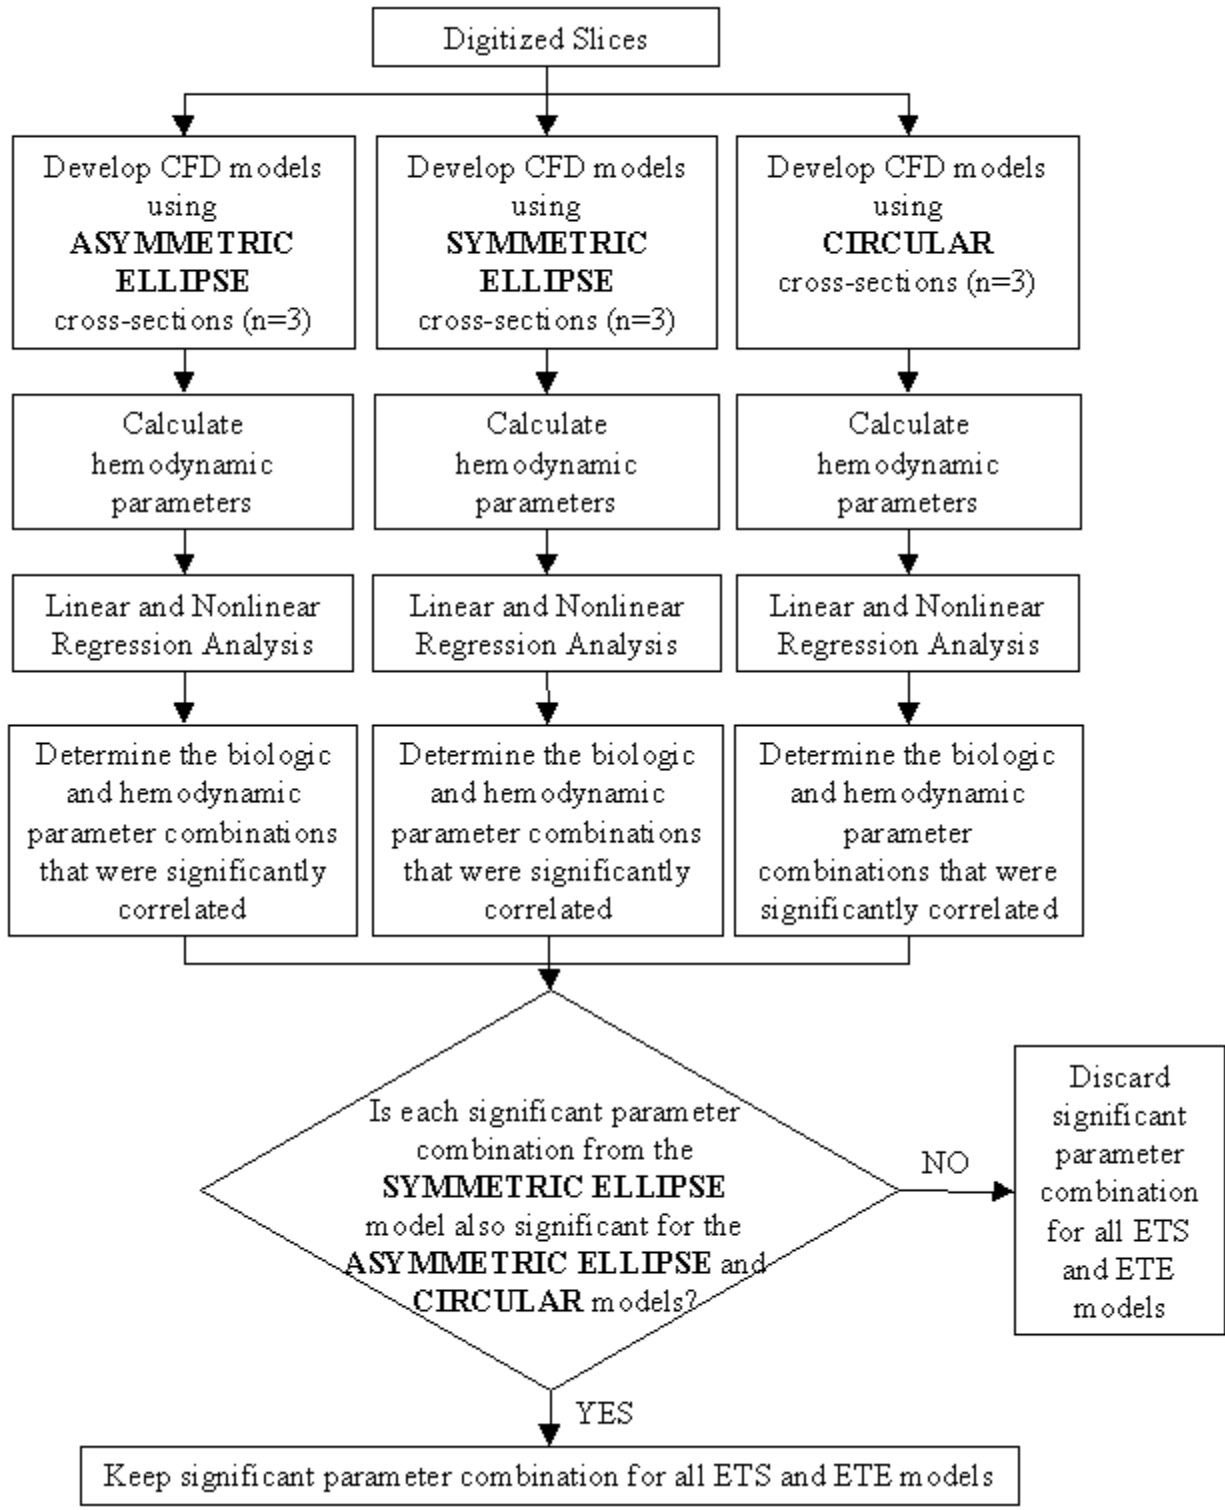 Digitized Slices
Develop CFD models
using
ASYMMETRIC
ELLIPSE
cross-sections (n=3)
Develop CFD models
using
SYMMETRIC
ELLIPSE
cross-sections (n=3)
Develop CFD models
using
CIRCULAR
cross-sections (n=3)
Calculate
hemodynamic
parameters
Calculate
hemodynamic
parameters
Calculate
hemodynamic
parameters
Linear and Nonlinear
Regression Analysis
Linear and Nonlinear
Regression Analysis
Linear and Nonlinear
Regression Analysis
Determine the biologic
and hemodynamic
parameter combinations
that were significantly
correlated
Determine the biologic
and hemodynamic
parameter combinations
that were significantly
correlated
Determine the biologic
and hemodynamic
parameter
combinations that were
significantly correlated
Is each significant parameter
combination from the
SYMMETRIC ELLIPSE
model also significant for the
ASYMMETRIC ELLIPSE and
CIRCULAR models?
NO
Discard
significant
parameter
combination
for all ETS
and ETE
models
YES
Keep significant parameter combination for all ETS and ETE models